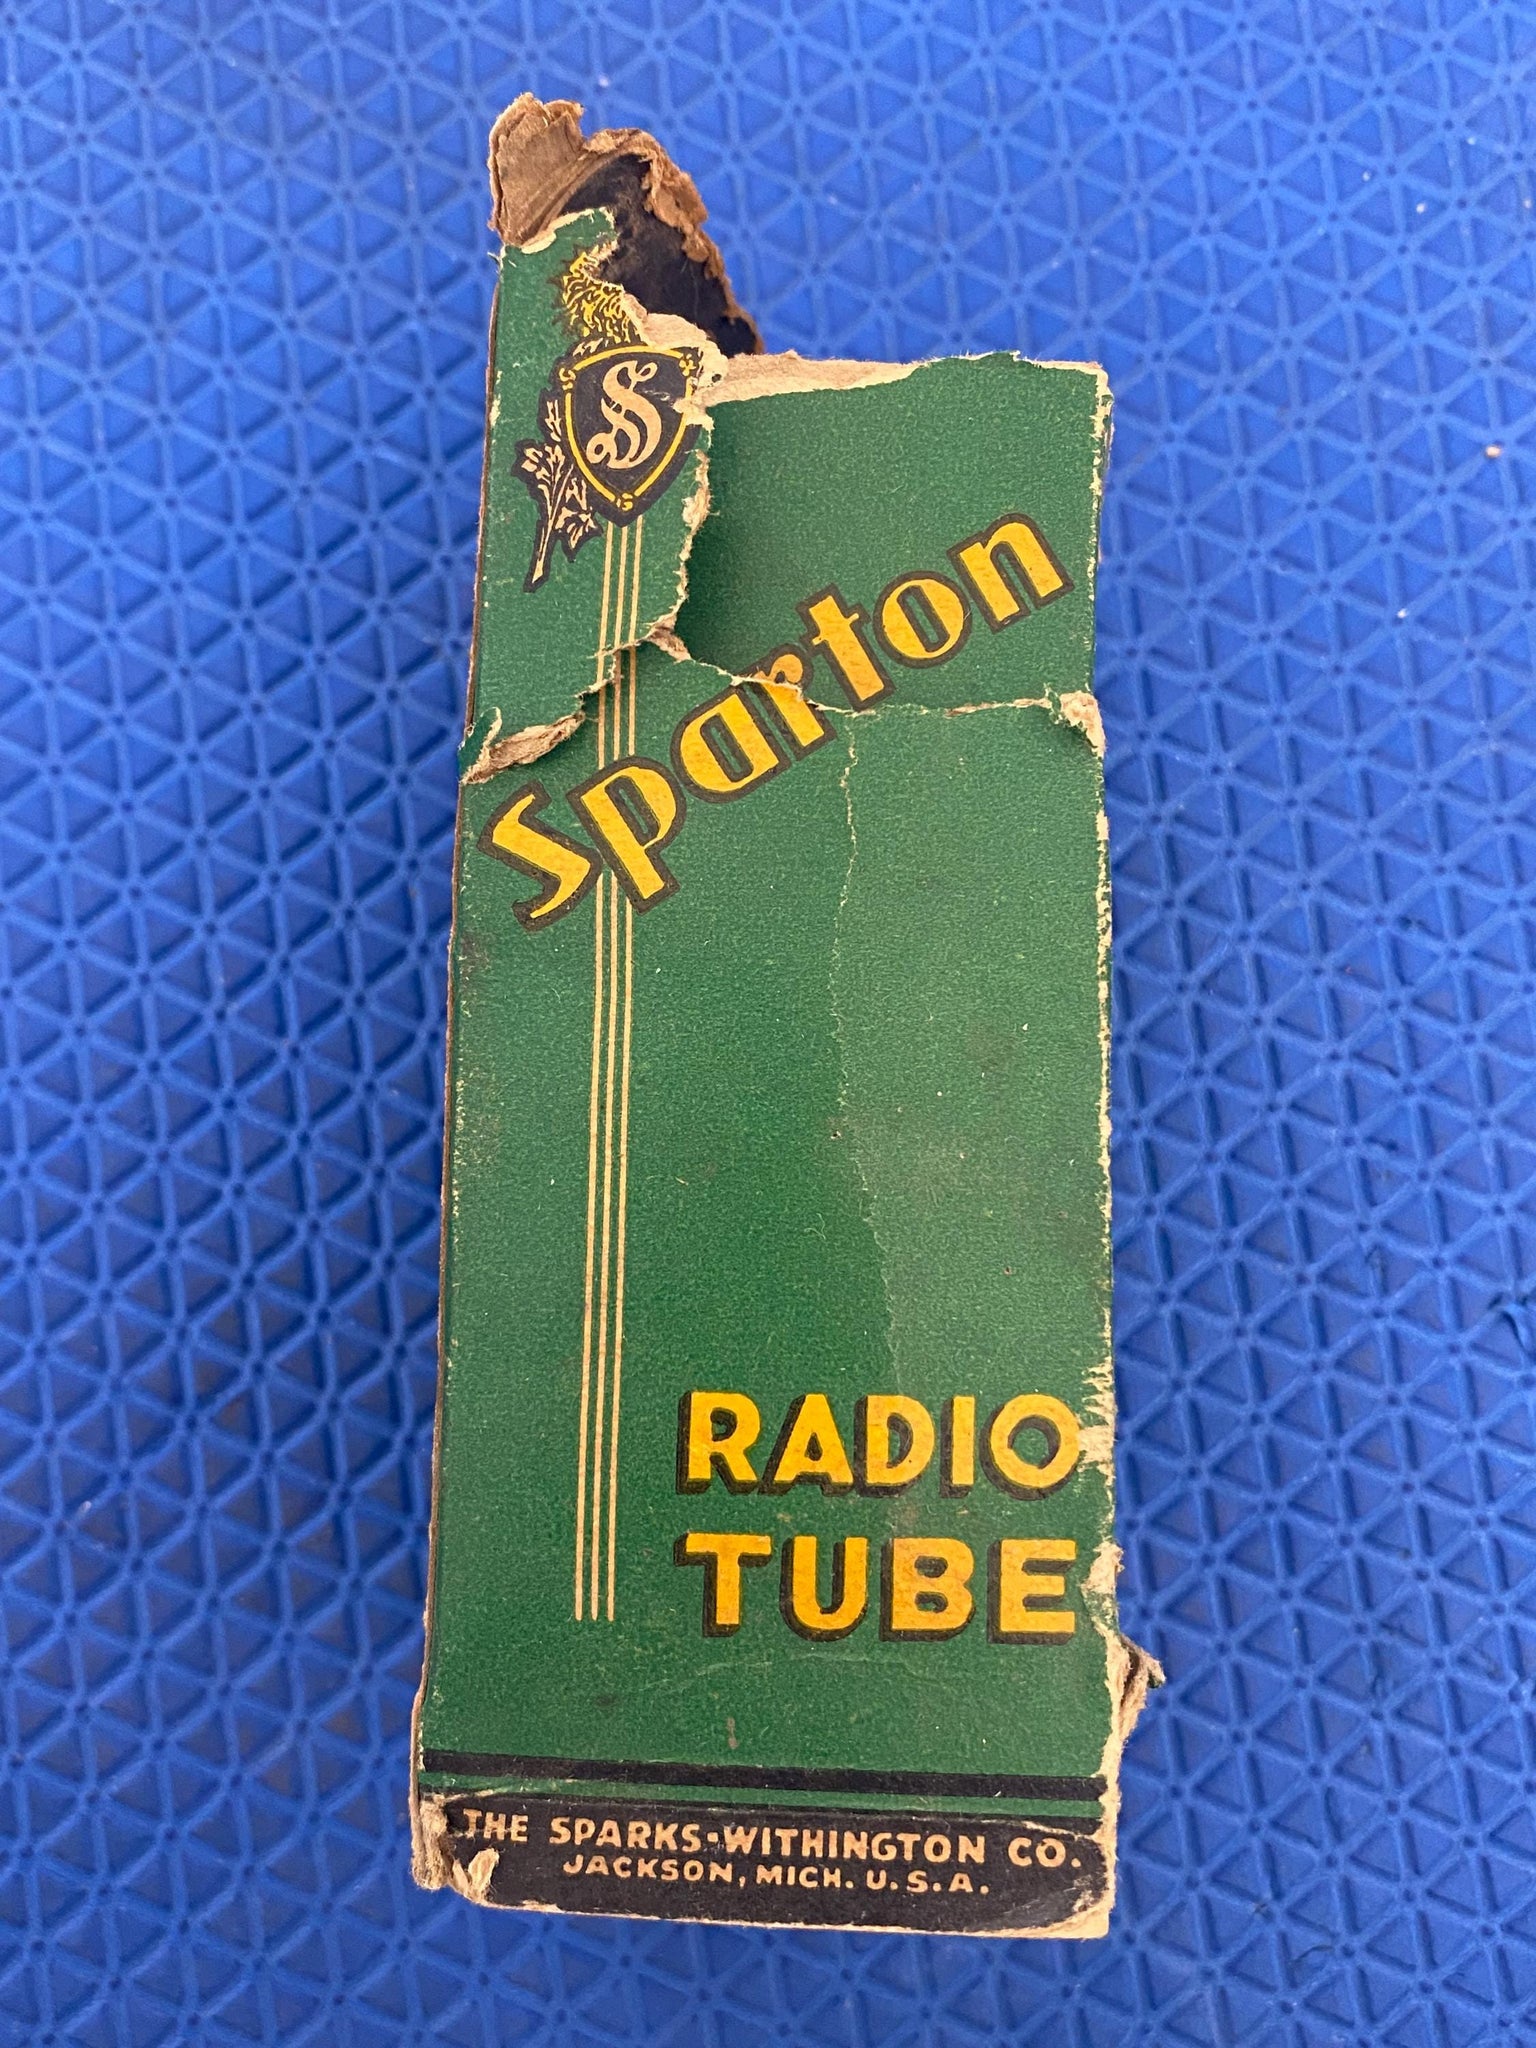 S
Sparton
RADIO
TUBE
THE SPARKS-WITHINGTON CO.
JACKSON, MICH. U.S.A.